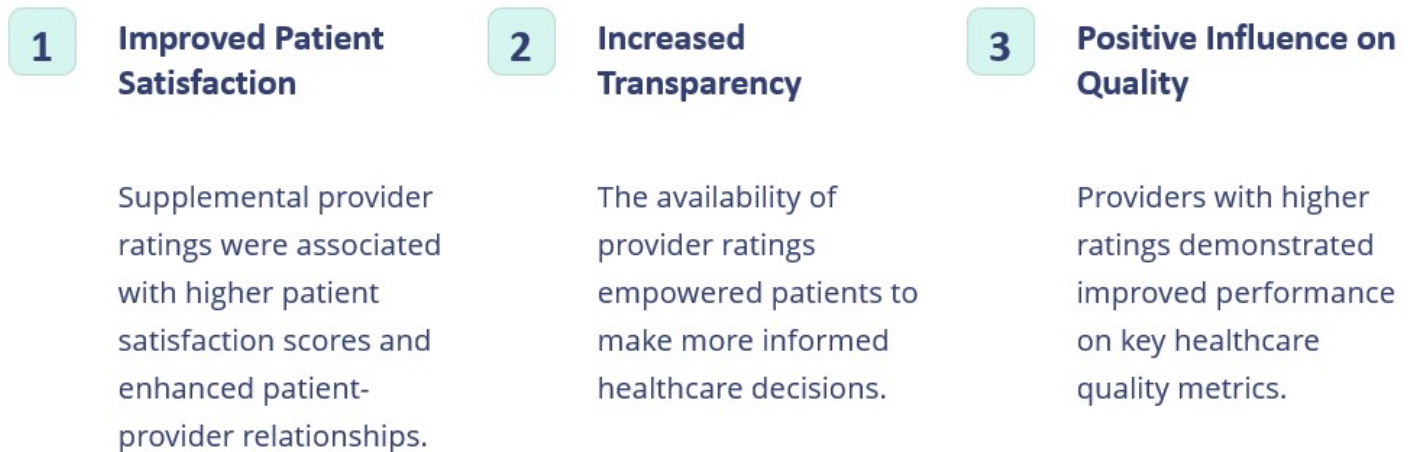 1
Improved Patient
Satisfaction
Supplemental provider
ratings were associated
with higher patient
satisfaction scores and
enhanced patient-
provider relationships.
2
Increased
Transparency
The availability of
provider ratings
empowered patients to
make more informed
healthcare decisions.
3
Positive Influence on
Quality
Providers with higher
ratings demonstrated
improved performance
on key healthcare
quality metrics.